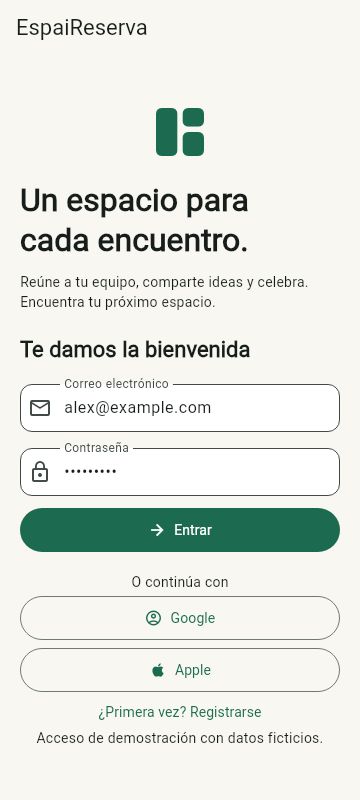 EspaiReserva
Un espacio para
cada encuentro.
Reúne a tu equipo, comparte ideas y celebra.
Encuentra tu próximo espacio.
Te damos la bienvenida
Correo electrónico
alex@example.com
Contraseña
•••••••••
Entrar
O continúa con
Google
Apple
¿Primera vez? Registrarse
Acceso de demostración con datos ficticios.